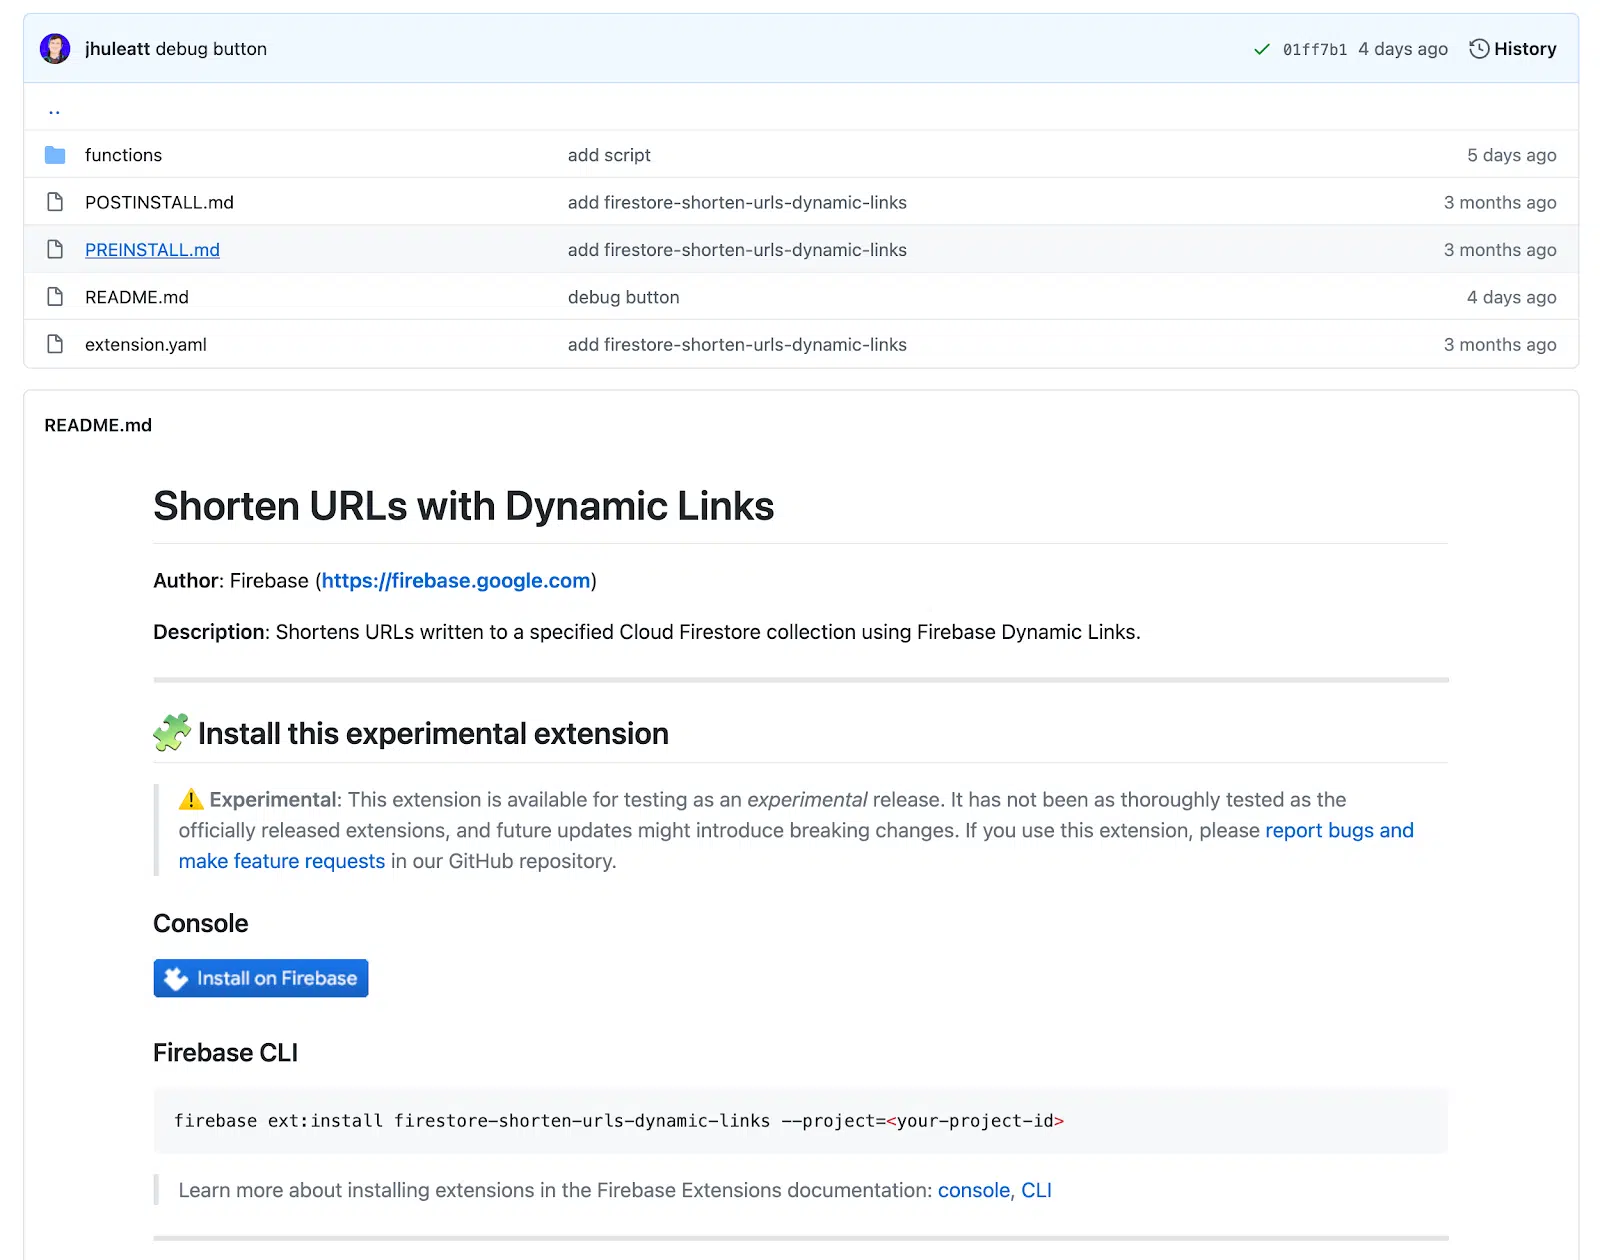 jhuleatt debug button 01ff7b1 4 days ago History
..
functions add script 5 days ago
POSTINSTALL.md add firestore-shorten-urls-dynamic-links 3 months ago
PREINSTALL.md add firestore-shorten-urls-dynamic-links 3 months ago
README.md debug button 4 days ago
extension.yaml add firestore-shorten-urls-dynamic-links 3 months ago
README.md
Shorten URLs with Dynamic Links
Author: Firebase (https://firebase.google.com)
Description: Shortens URLs written to a specified Cloud Firestore collection using Firebase Dynamic Links.
Install this experimental extension
Experimental: This extension is available for testing as an experimental release. It has not been as thoroughly tested as the
officially released extensions, and future updates might introduce breaking changes. If you use this extension, please report bugs and
make feature requests in our GitHub repository.
Console
Install on Firebase
Firebase CLI
firebase ext:install firestore-shorten-urls-dynamic-links --project=<your-project-id>
Learn more about installing extensions in the Firebase Extensions documentation: console, CLI